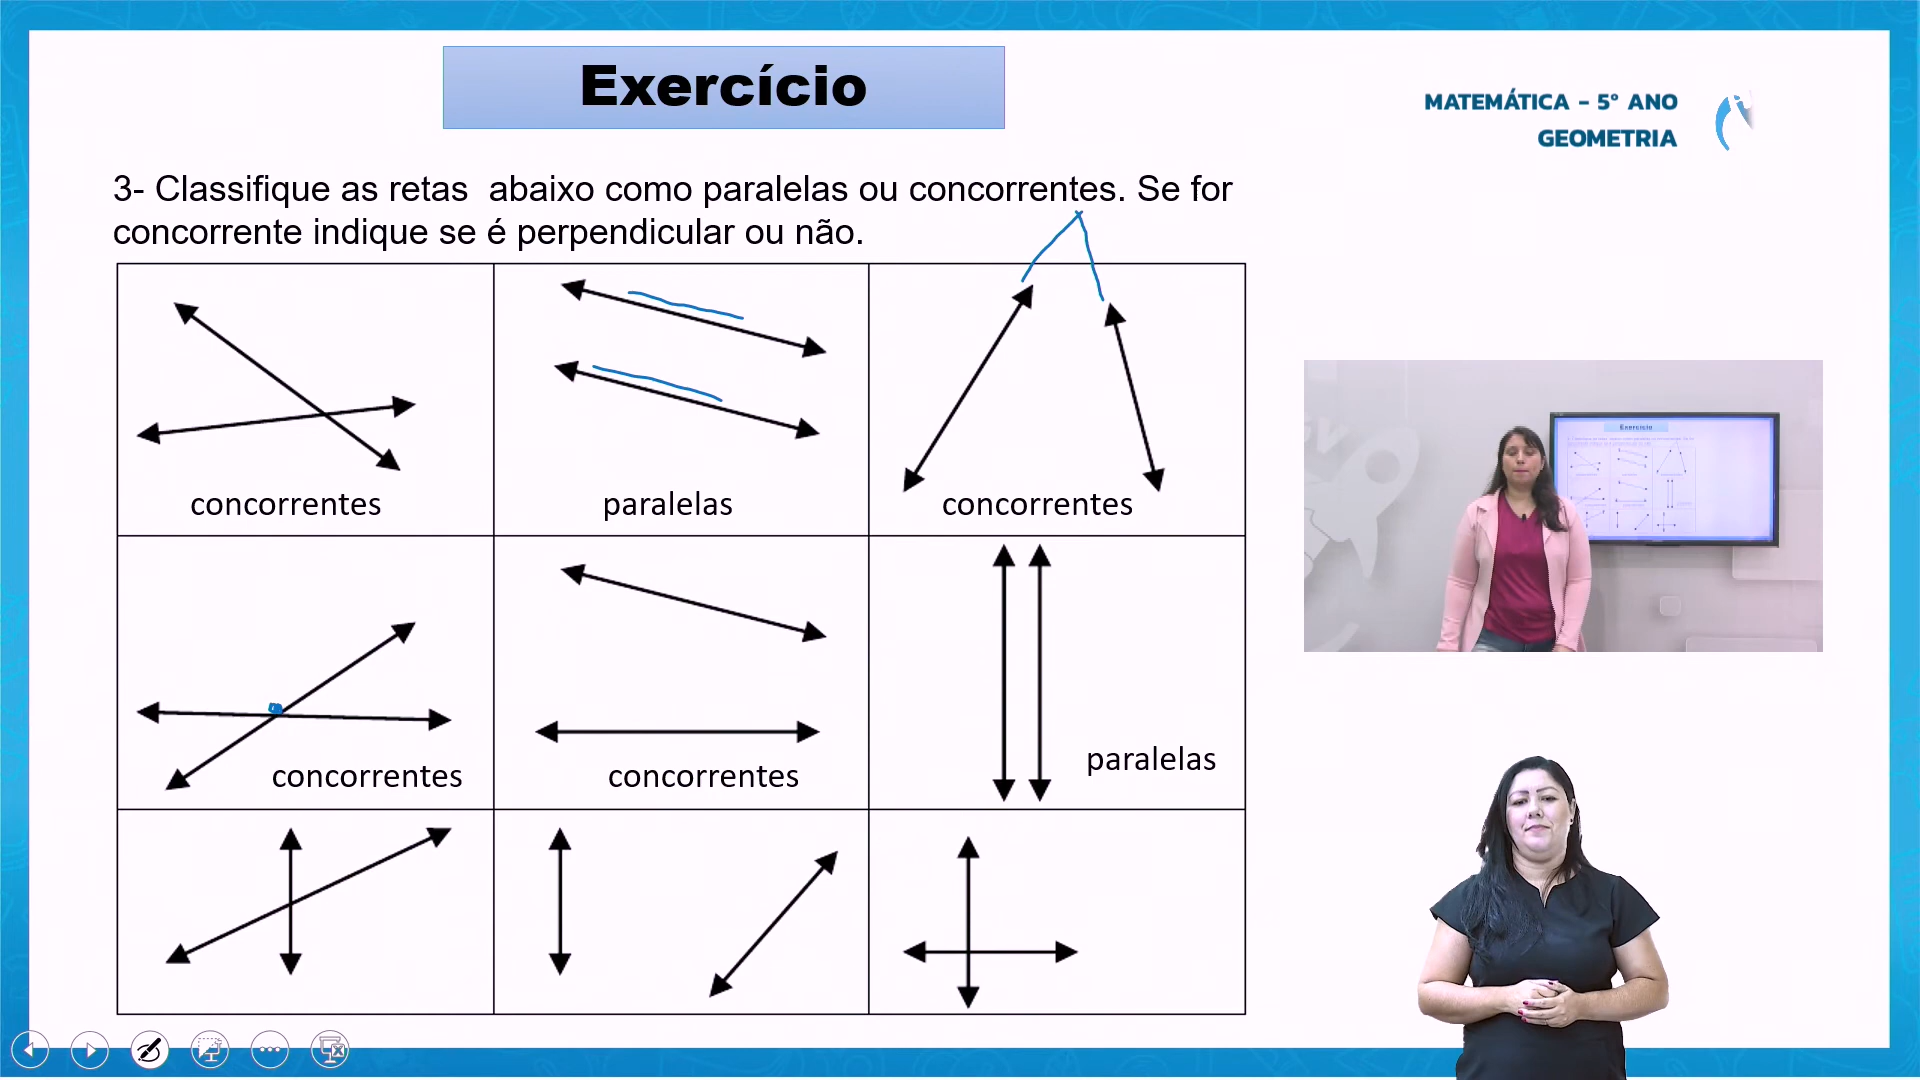 Exercício
MATEMÁTICA - 5º ANO
GEOMETRIA
3- Classifique as retas abaixo como paralelas ou concorrentes. Se for
concorrente indique se é perpendicular ou não.
concorrentes
paralelas
concorrentes
concorrentes
concorrentes
paralelas
Exercício